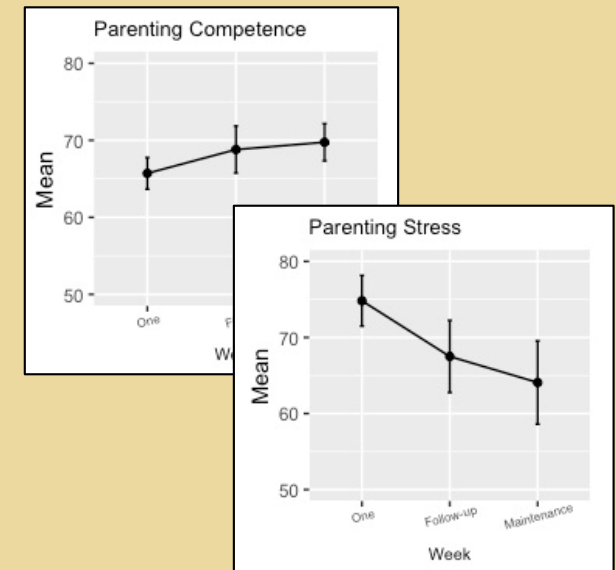 Parenting Competence
80
70
60
50
Mean
One
Parenting Stress
80
70
60
50
Mean
One
Follow-up
Maintenance
Week